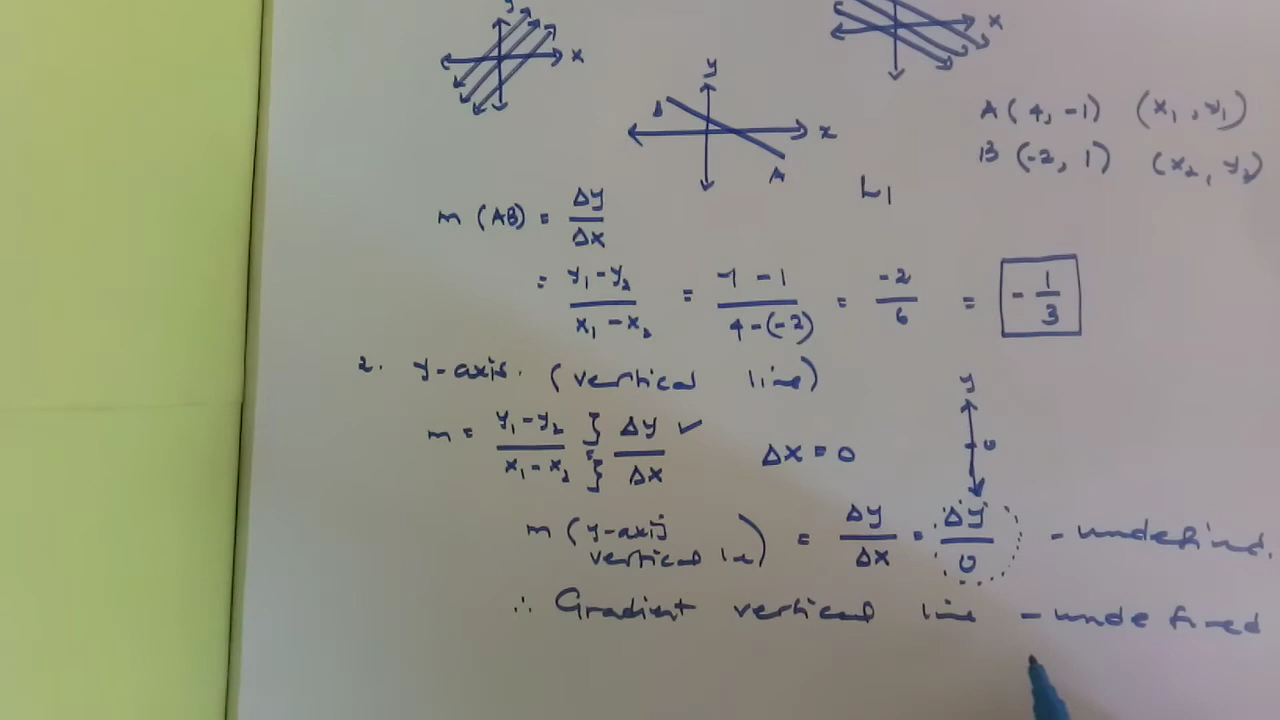 y
x
x
y
B
x
A
A (4, -1) (x₁, y₁)
B (-2, 1) (x₂, y₂)
L₁
m (AB) = Δy/Δx
= (y₁ - y₂)/(x₁ - x₂) = (-1 - 1)/(4 - (-2)) = -2/6 = -1/3
2. y-axis. (vertical line)
y
0
m = (y₁ - y₂)/(x₁ - x₂) } = } Δy/Δx ✓ Δx = 0
m (y-axis vertical line) = Δy/Δx = Δy/0 - undefined.
∴ Gradient vertical line - undefined